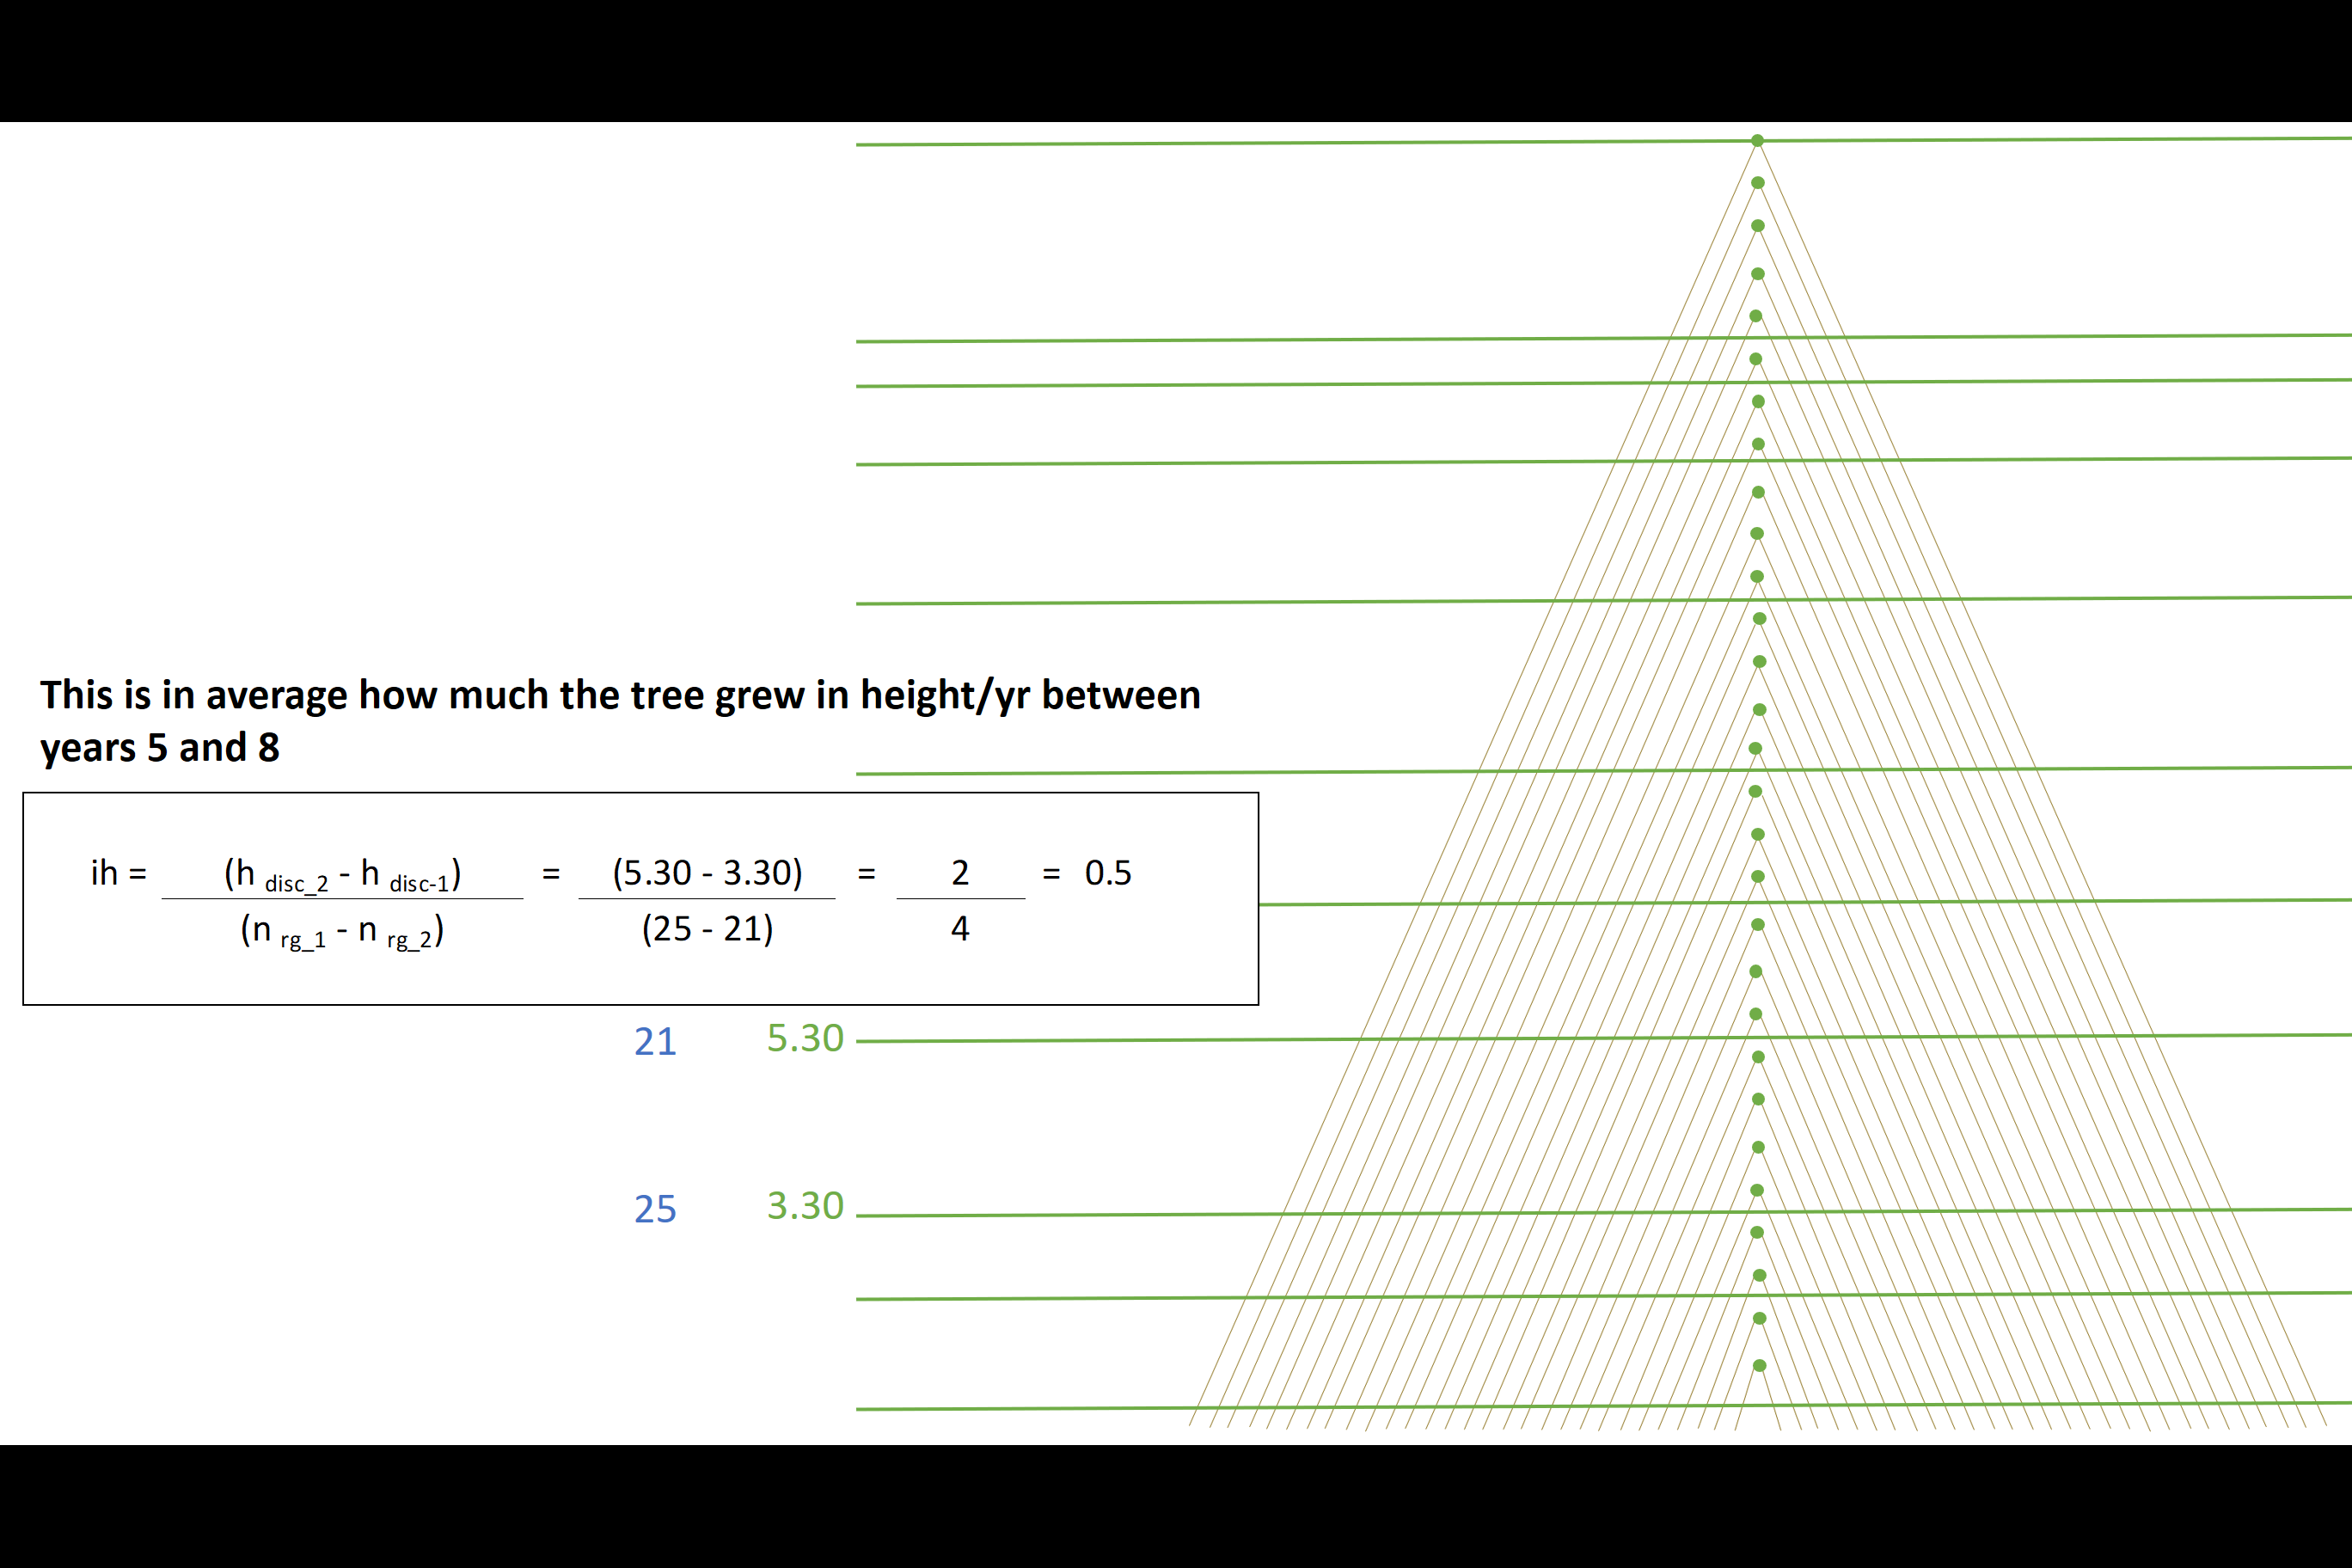 This is in average how much the tree grew in height/yr between
years 5 and 8
ih = (h disc_2 - h disc-1) = (5.30 - 3.30) = 2 = 0.5
(n rg_1 - n rg_2) (25 - 21) 4
21 5.30
25 3.30